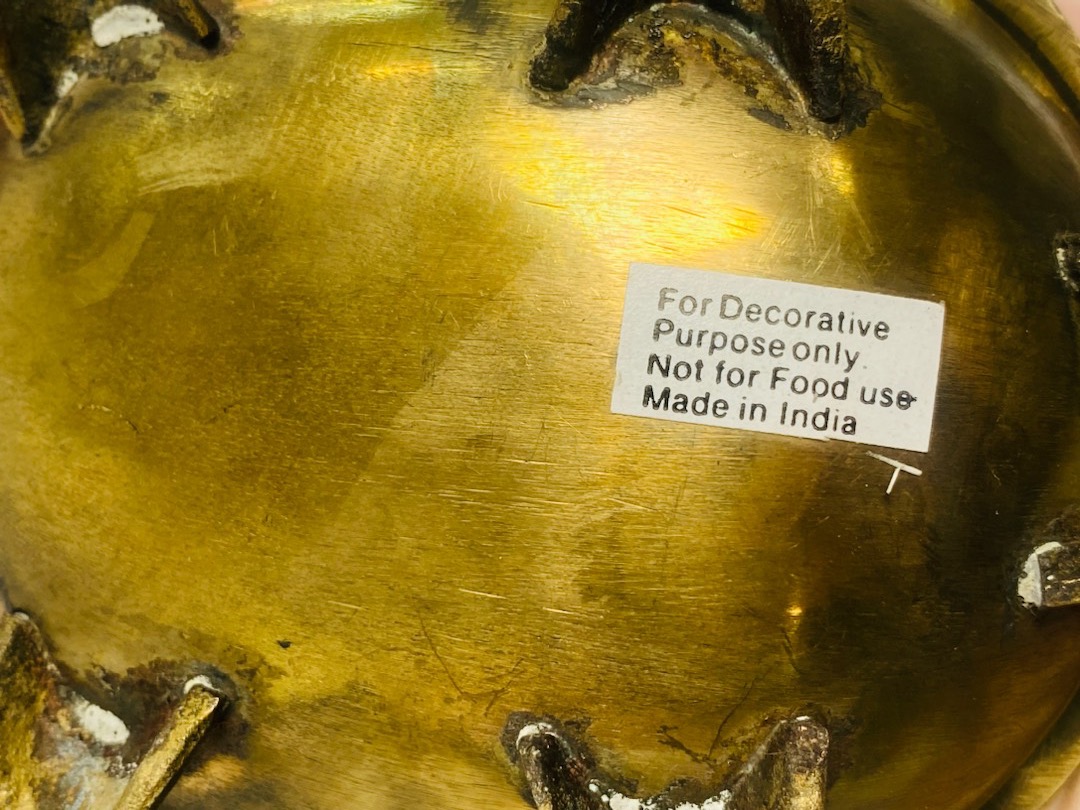 For Decorative
Purpose only.
Not for Food use
Made in India